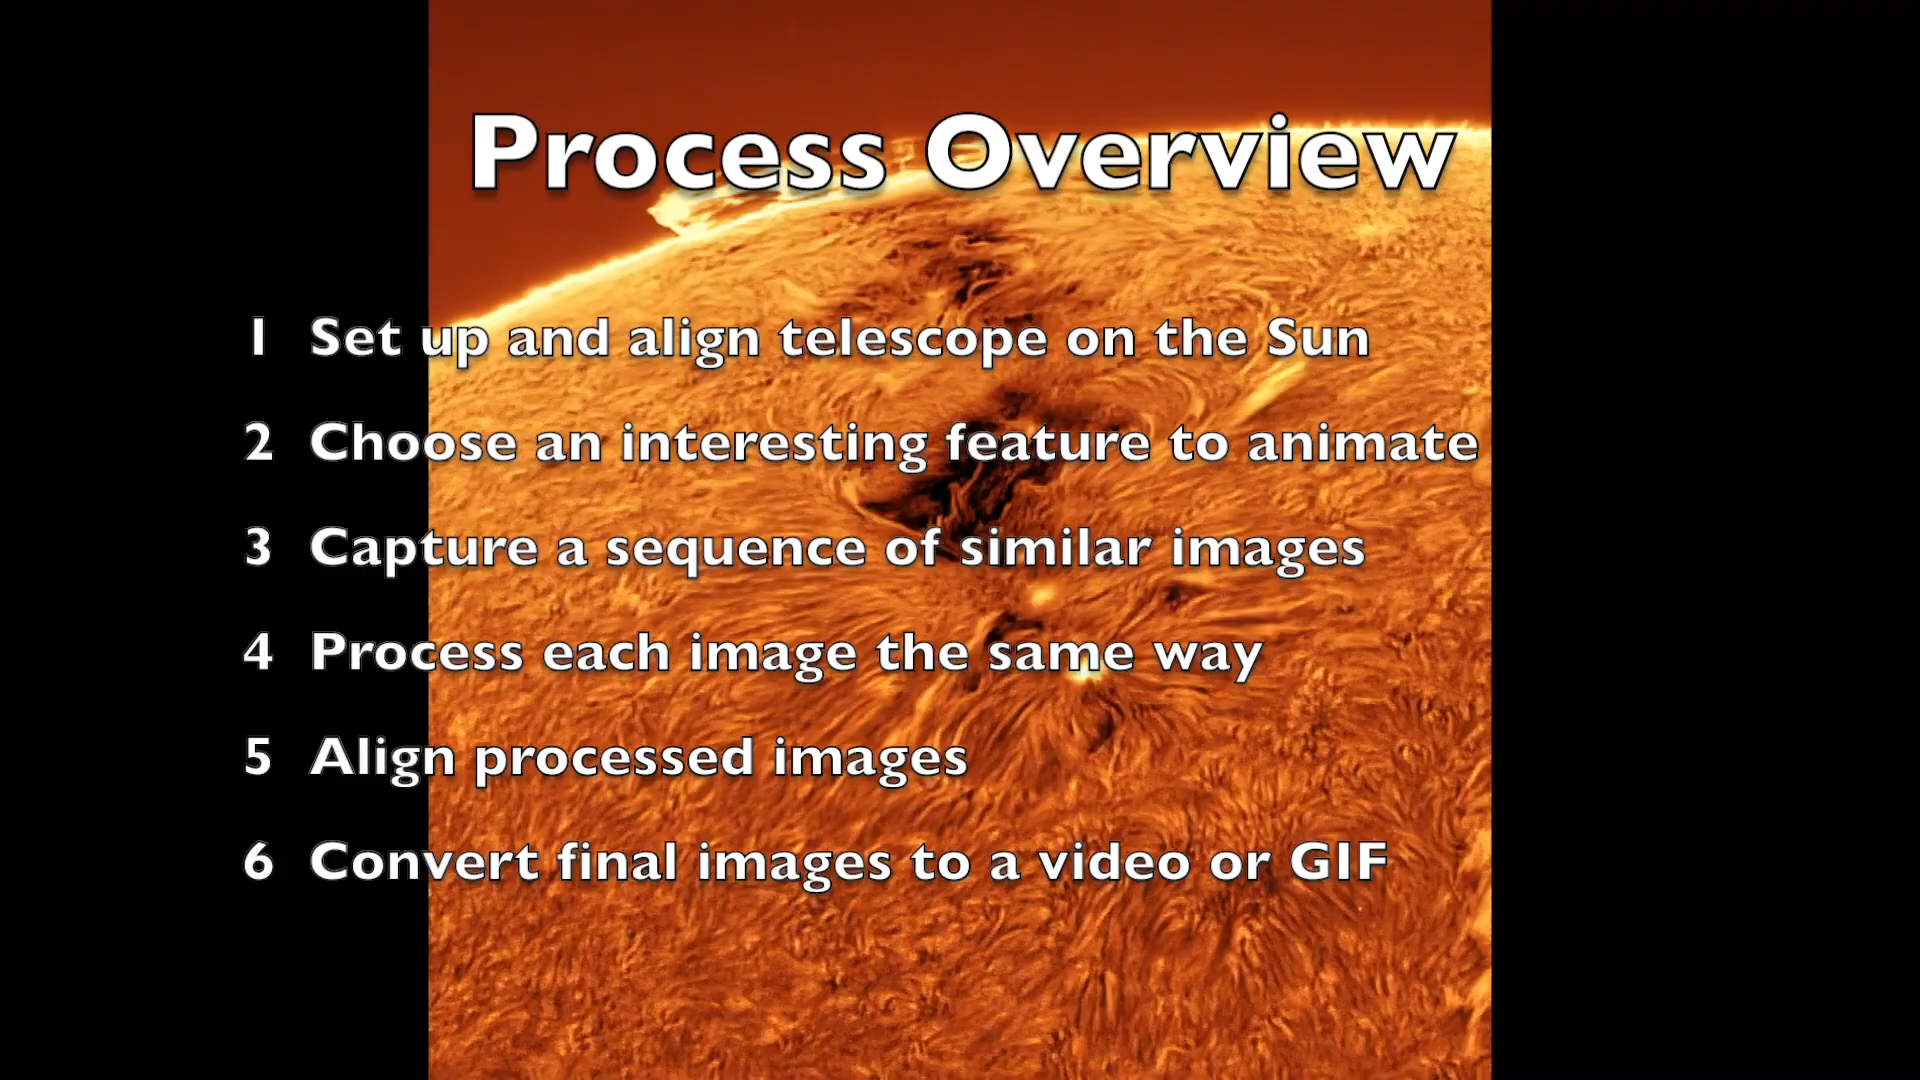 Process Overview
1 Set up and align telescope on the Sun
2 Choose an interesting feature to animate
3 Capture a sequence of similar images
4 Process each image the same way
5 Align processed images
6 Convert final images to a video or GIF